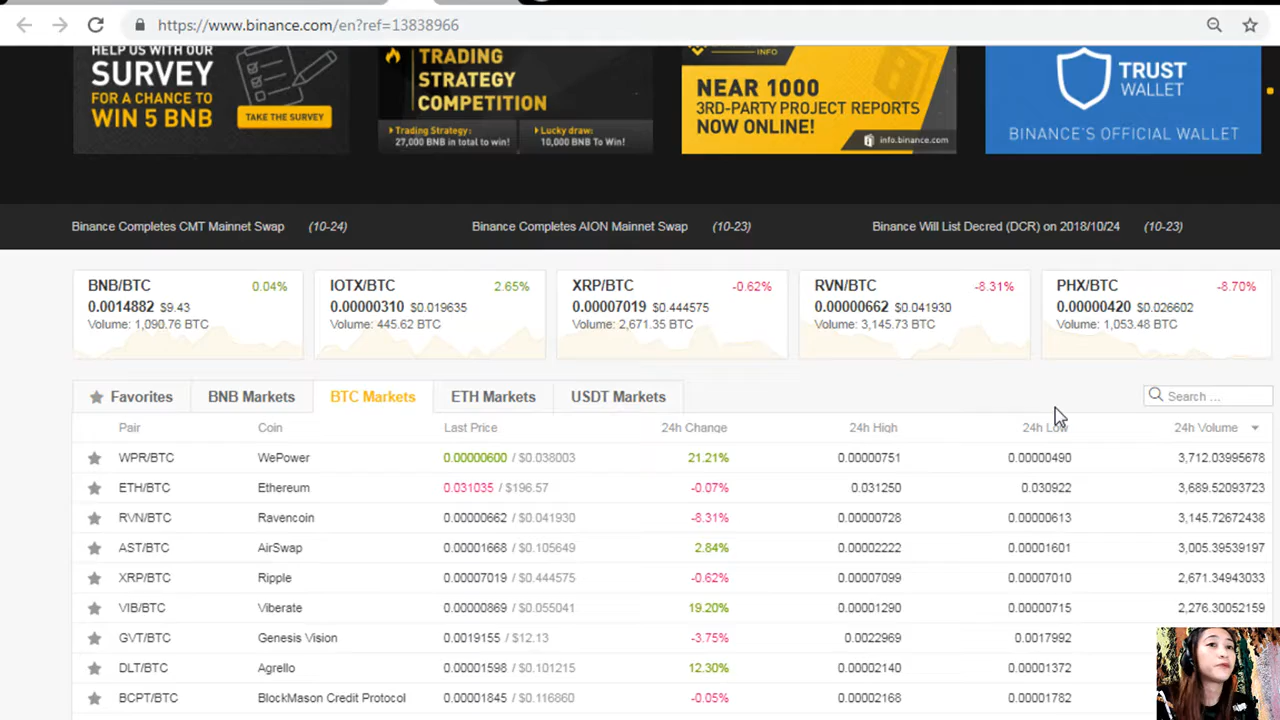 https://www.binance.com/en?ref=13838966
HELP US WITH OUR
SURVEY
FOR A CHANCE TO
WIN 5 BNB
TAKE THE SURVEY
TRADING
STRATEGY
COMPETITION
Trading Strategy:
27,000 BNB in total to win!
Lucky draw:
10,000 BNB To Win!
INFO
NEAR 1000
3RD-PARTY PROJECT REPORTS
NOW ONLINE!
info.binance.com
TRUST
WALLET
BINANCE'S OFFICIAL WALLET
Binance Completes CMT Mainnet Swap (10-24)
Binance Completes AION Mainnet Swap (10-23)
Binance Will List Decred (DCR) on 2018/10/24 (10-23)
BNB/BTC 0.04%
0.0014882 $9.43
Volume: 1,090.76 BTC
IOTX/BTC 2.65%
0.00000310 $0.019635
Volume: 445.62 BTC
XRP/BTC -0.62%
0.00007019 $0.444575
Volume: 2,671.35 BTC
RVN/BTC -8.31%
0.00000662 $0.041930
Volume: 3,145.73 BTC
PHX/BTC -8.70%
0.00000420 $0.026602
Volume: 1,053.48 BTC
Favorites BNB Markets BTC Markets ETH Markets USDT Markets Search ...
Pair Coin Last Price 24h Change 24h High 24h Low 24h Volume
WPR/BTC WePower 0.00000600 / $0.038003 21.21% 0.00000751 0.00000490 3,712.03995678
ETH/BTC Ethereum 0.031035 / $196.57 -0.07% 0.031250 0.030922 3,689.52093723
RVN/BTC Ravencoin 0.00000662 / $0.041930 -8.31% 0.00000728 0.00000613 3,145.72672438
AST/BTC AirSwap 0.00001668 / $0.105649 2.84% 0.00002222 0.00001601 3,005.39539197
XRP/BTC Ripple 0.00007019 / $0.444575 -0.62% 0.00007099 0.00007010 2,671.34943033
VIB/BTC Viberate 0.00000869 / $0.055041 19.20% 0.00001290 0.00000715 2,276.30052159
GVT/BTC Genesis Vision 0.0019155 / $12.13 -3.75% 0.0022969 0.0017992
DLT/BTC Agrello 0.00001598 / $0.101215 12.30% 0.00002140 0.00001372
BCPT/BTC BlockMason Credit Protocol 0.00001845 / $0.116860 -0.05% 0.00002168 0.00001782